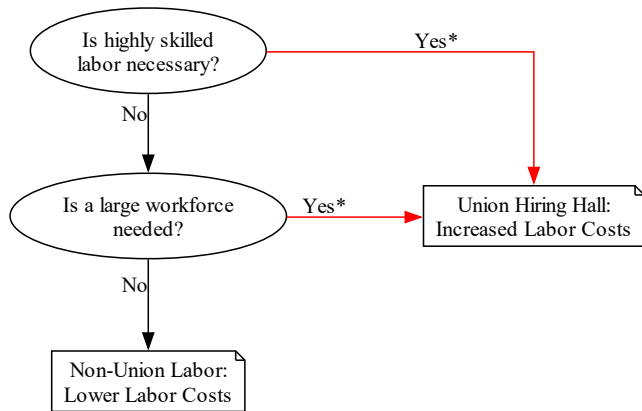 Is highly skilled
labor necessary?
Yes*
No
Is a large workforce
needed?
Yes*
Union Hiring Hall:
Increased Labor Costs
No
Non-Union Labor:
Lower Labor Costs